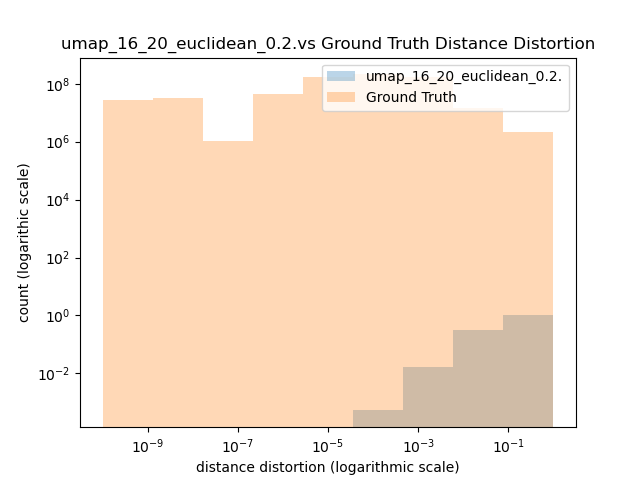 umap_16_20_euclidean_0.2.vs Ground Truth Distance Distortion
umap_16_20_euclidean_0.2.
Ground Truth
count (logarithic scale)
10^8
10^6
10^4
10^2
10^0
10^-2
10^-9
10^-7
10^-5
10^-3
10^-1
distance distortion (logarithmic scale)